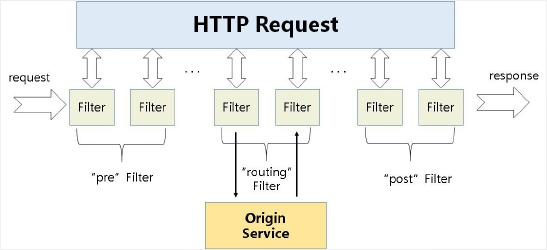 HTTP Request
request
...
...
response
Filter
Filter
Filter
Filter
Filter
Filter
"pre" Filter
"routing"
Filter
"post" Filter
Origin
Service